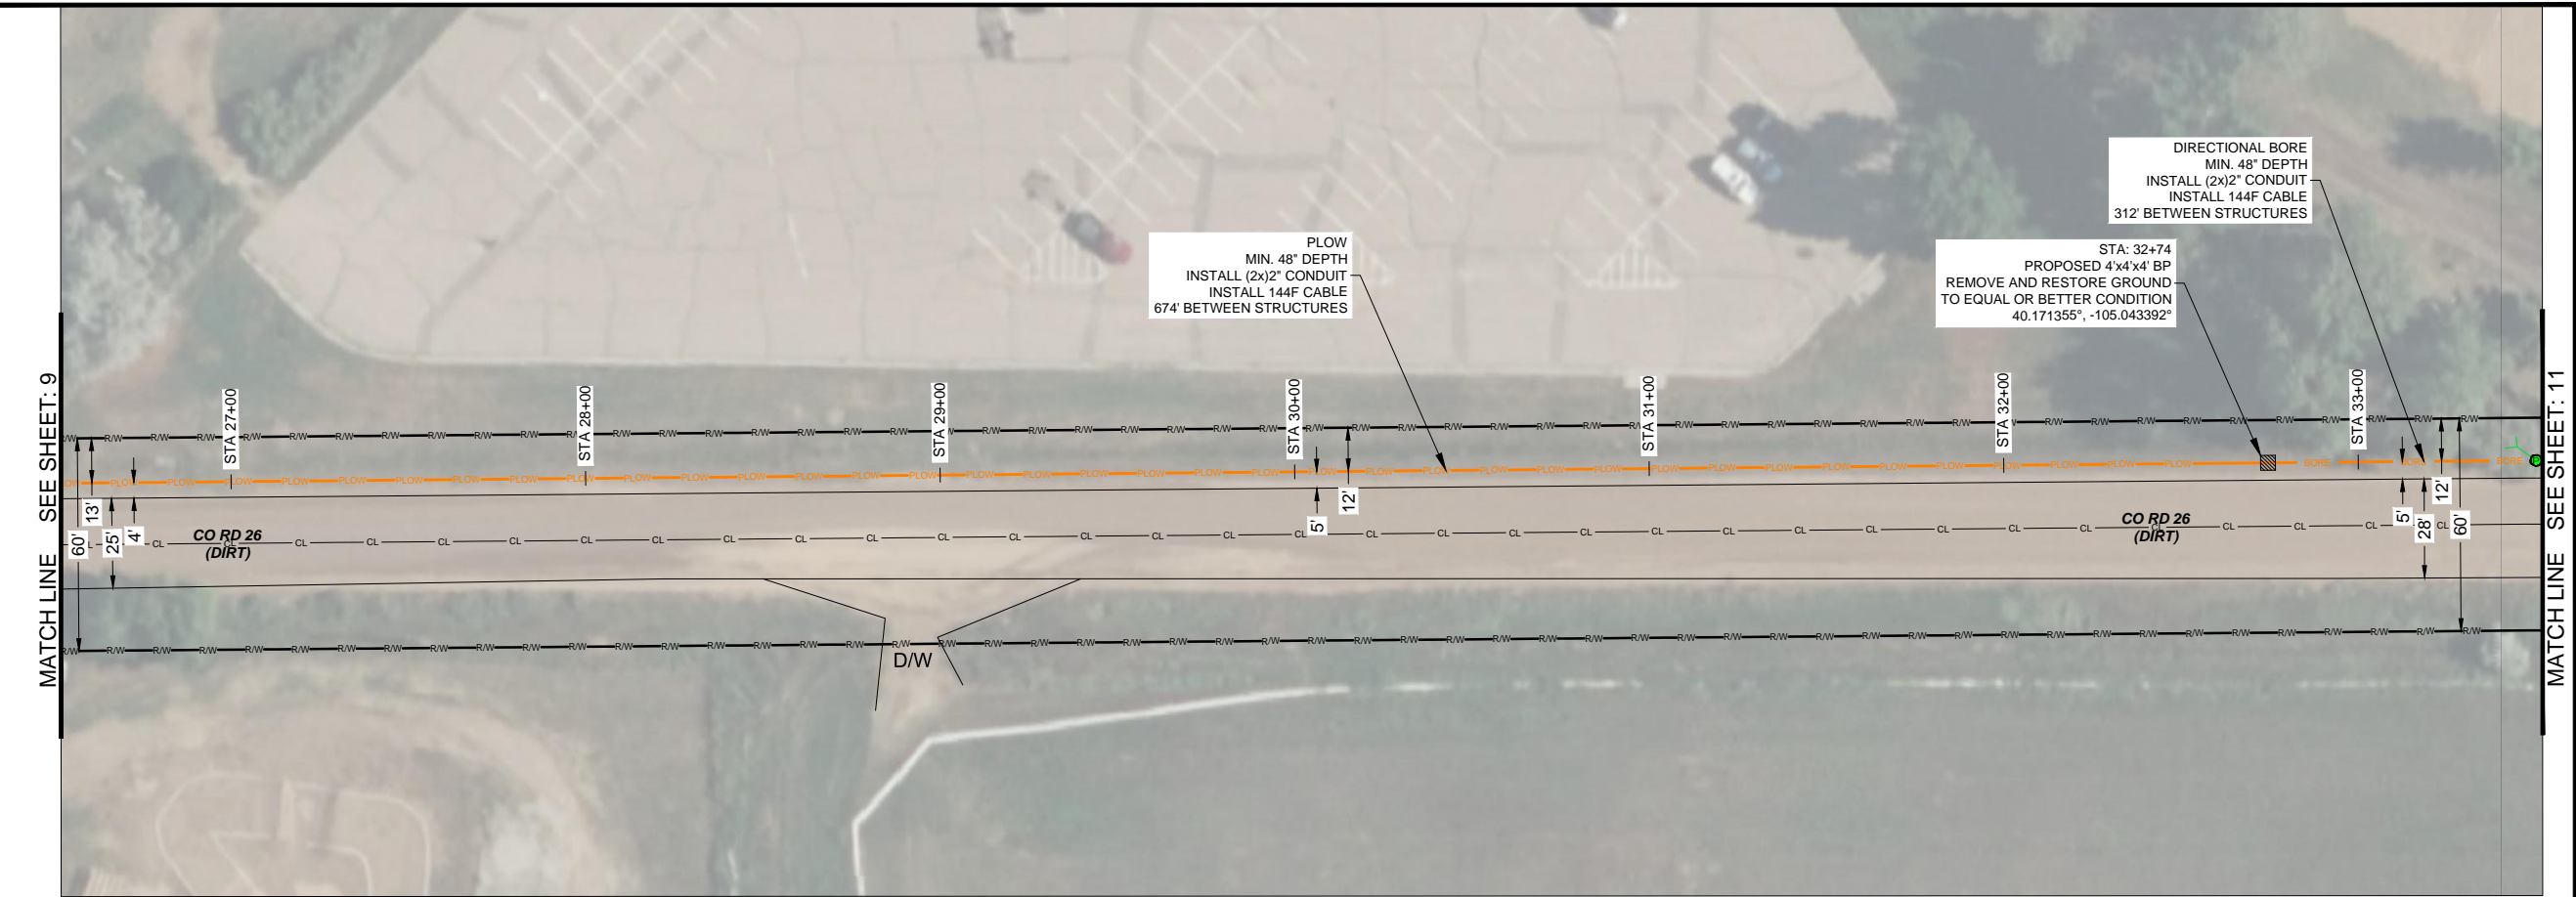 DIRECTIONAL BORE
MIN. 48" DEPTH
INSTALL (2x)2" CONDUIT
INSTALL 144F CABLE
312' BETWEEN STRUCTURES
PLOW
MIN. 48" DEPTH
INSTALL (2x)2" CONDUIT
INSTALL 144F CABLE
674' BETWEEN STRUCTURES
STA: 32+74
PROPOSED 4'x4'x4' BP
REMOVE AND RESTORE GROUND
TO EQUAL OR BETTER CONDITION
40.171355°, -105.043392°
MATCH LINE SEE SHEET: 9
STA 27+00
STA 28+00
STA 29+00
STA 30+00
STA 31+00
STA 32+00
STA 33+00
MATCH LINE SEE SHEET: 11
R/W
PLOW
BORE
60'
13'
25'
4'
5'
12'
5'
28'
12'
60'
CO RD 26
(DIRT)
CL
CO RD 26
(DIRT)
R/W
D/W